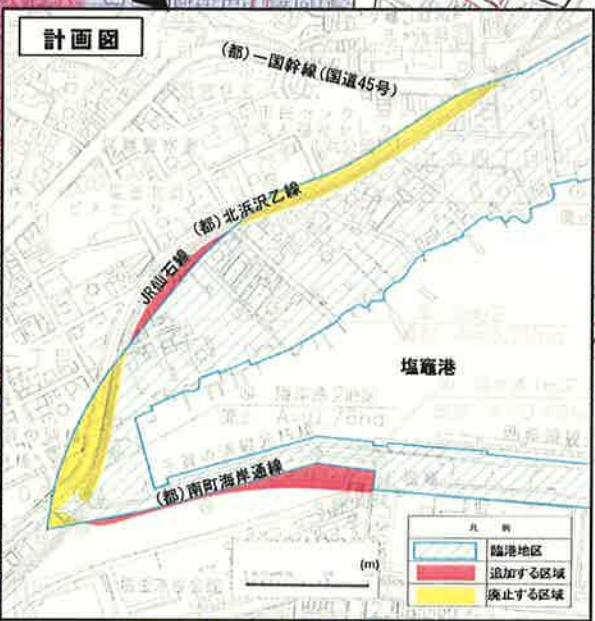 計画図
(都)一国幹線(国道45号)
(都)北浜沢乙線
JR仙石線
塩竈港
(都)南町海岸通線
(m)
凡例
臨港地区
追加する区域
廃止する区域